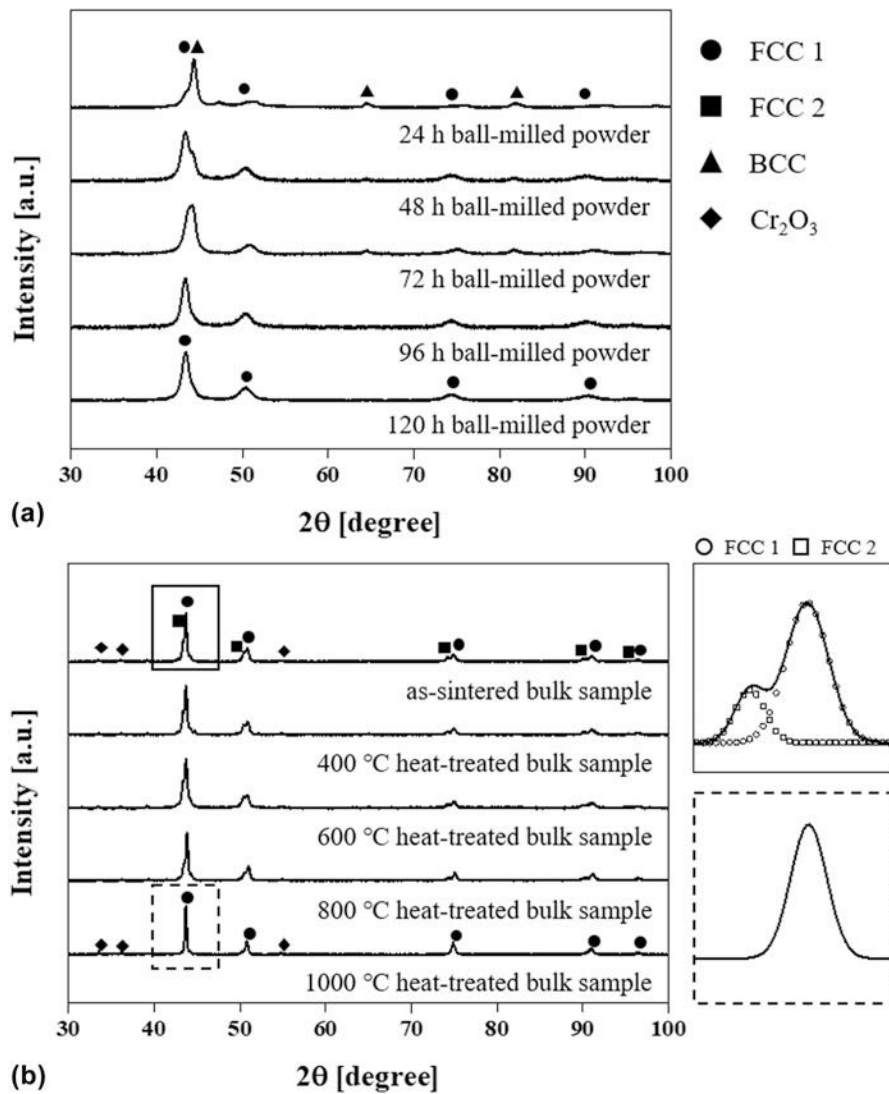 FCC 1
FCC 2
BCC
Cr₂O₃
Intensity [a.u.]
24 h ball-milled powder
48 h ball-milled powder
72 h ball-milled powder
96 h ball-milled powder
120 h ball-milled powder
30 40 50 60 70 80 90 100
(a)
2θ [degree]
FCC 1 FCC 2
Intensity [a.u.]
as-sintered bulk sample
400 °C heat-treated bulk sample
600 °C heat-treated bulk sample
800 °C heat-treated bulk sample
1000 °C heat-treated bulk sample
30 40 50 60 70 80 90 100
(b)
2θ [degree]